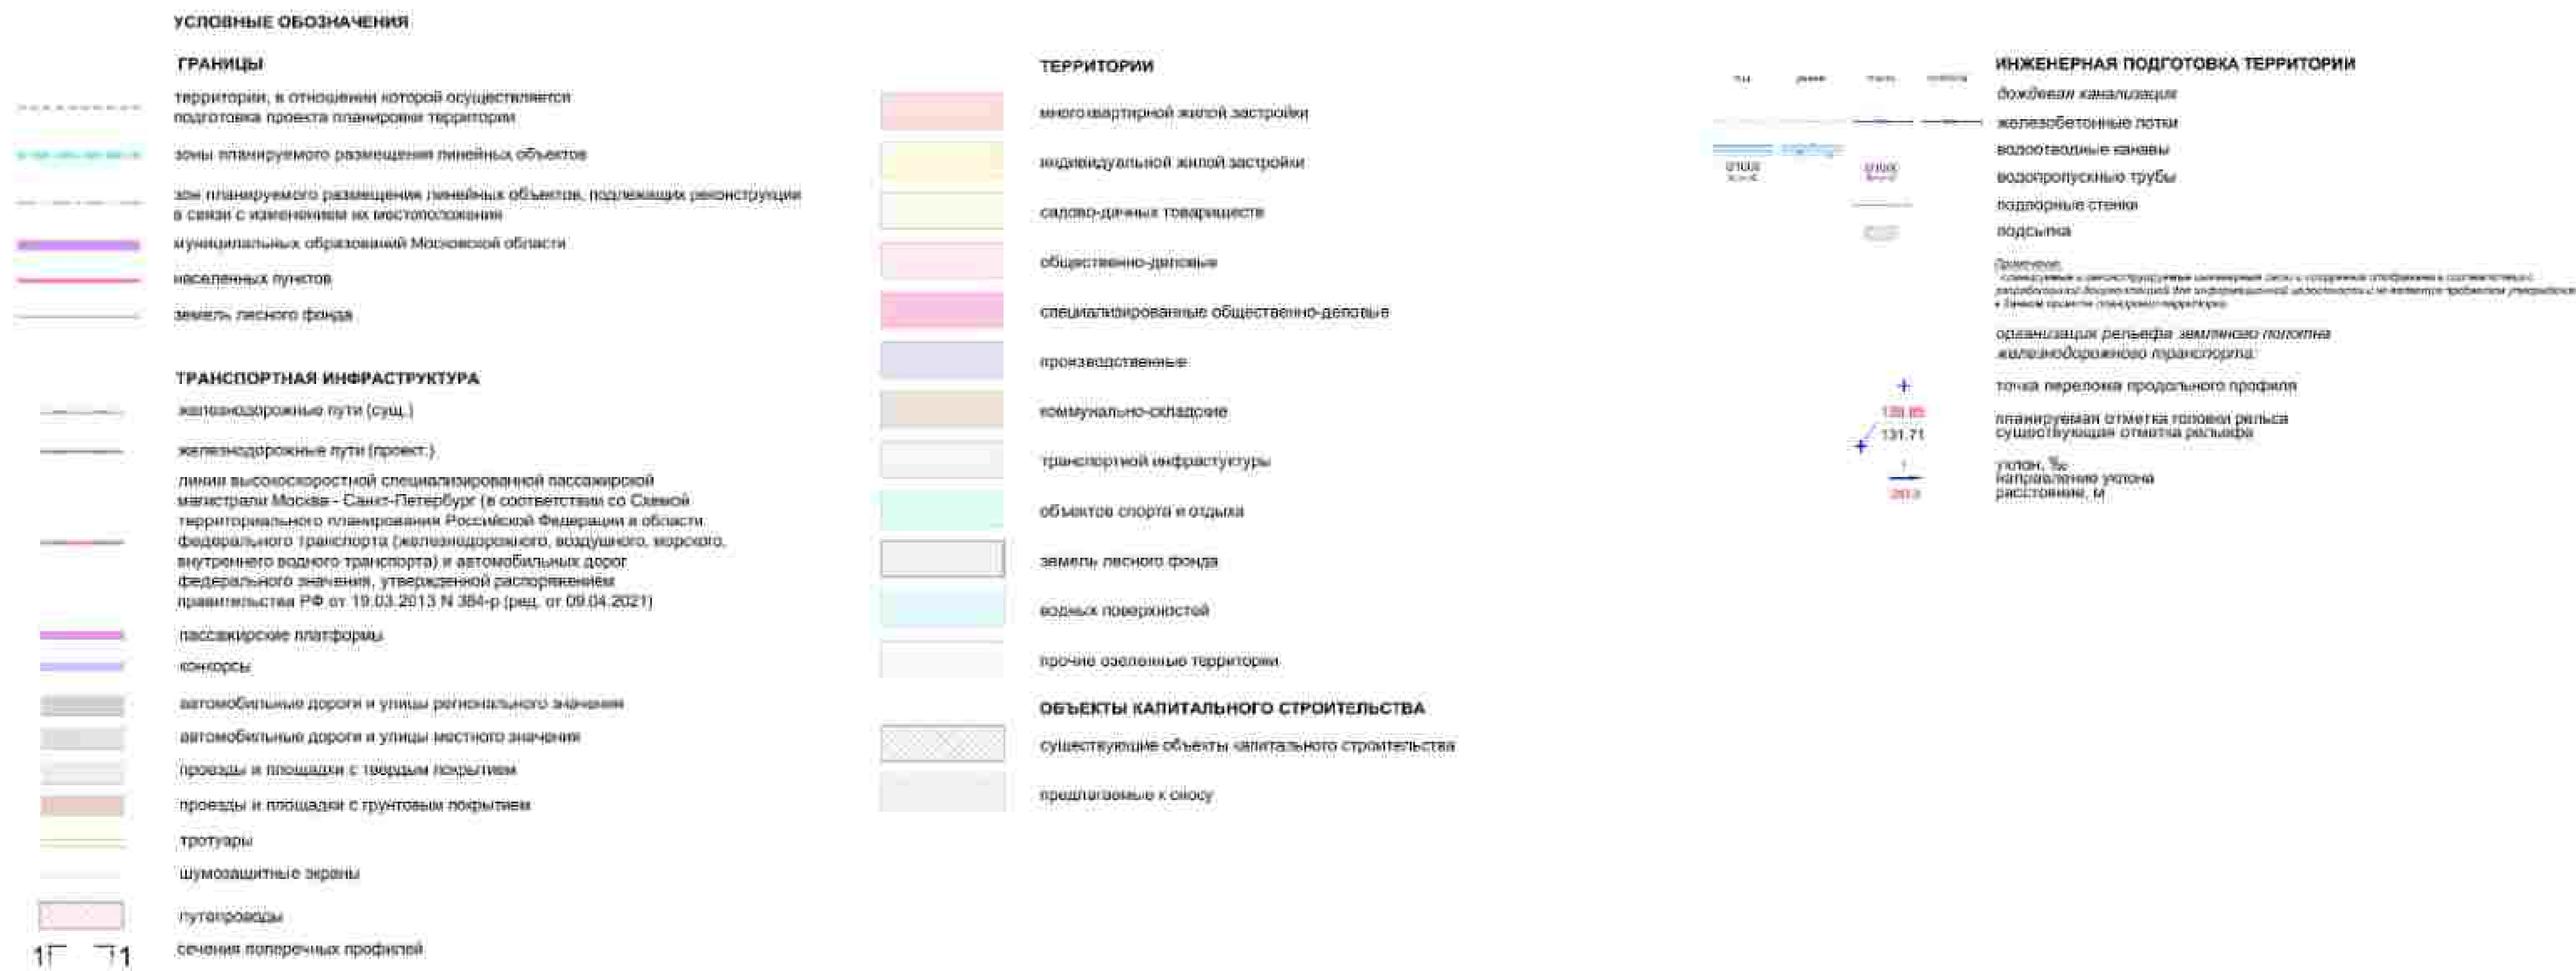 УСЛОВНЫЕ ОБОЗНАЧЕНИЯ
ГРАНИЦЫ
территории, в отношении которой осуществляется
подготовка проекта планировки территории
зоны планируемого размещения линейных объектов
зон планируемого размещения линейных объектов, подлежащих реконструкции
в связи с изменением их местоположения
муниципальных образований Московской области
населенных пунктов
земель лесного фонда
ТРАНСПОРТНАЯ ИНФРАСТРУКТУРА
железнодорожные пути (сущ.)
железнодорожные пути (проект.)
линия высокоскоростной специализированной пассажирской
магистрали Москва - Санкт-Петербург (в соответствии со Схемой
территориального планирования Российской Федерации в области
федерального транспорта (железнодорожного, воздушного, морского,
внутреннего водного транспорта) и автомобильных дорог
федерального значения, утвержденной распоряжением
правительства РФ от 19.03.2013 N 384-р (ред. от 09.04.2021)
пассажирские платформы
конкорсы
автомобильные дороги и улицы регионального значения
автомобильные дороги и улицы местного значения
проезды и площадки с твердым покрытием
проезды и площадки с грунтовым покрытием
тротуары
шумозащитные экраны
путепроводы
1 1
сечения поперечных профилей
ТЕРРИТОРИИ
многоквартирной жилой застройки
индивидуальной жилой застройки
садово-дачных товариществ
общественно-деловые
специализированные общественно-деловые
производственные
коммунально-складские
транспортной инфрастуктуры
объектов спорта и отдыха
земель лесного фонда
водных поверхностей
прочие озеленные территории
ОБЪЕКТЫ КАПИТАЛЬНОГО СТРОИТЕЛЬСТВА
существующие объекты капитального строительства
предлагаемые к сносу
ИНЖЕНЕРНАЯ ПОДГОТОВКА ТЕРРИТОРИИ
дождевая канализация
железобетонные лотки
водоотводные канавы
водопропускные трубы
подпорные стенки
подсыпка
Примечание:
организация рельефа земляного полотна
железнодорожного транспорта:
точка перелома продольного профиля
планируемая отметка головки рельса
131.71
существующая отметка рельефа
уклон, ‰
направление уклона
расстояние, м